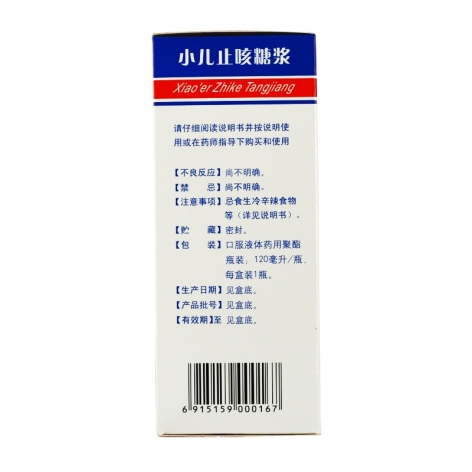 小儿止咳糖浆
Xiao'er Zhike Tangjiang
请仔细阅读说明书并按说明使
用或在药师指导下购买和使用
【不良反应】尚不明确。
【禁　　忌】尚不明确。
【注意事项】忌食生冷辛辣食物
等（详见说明书）。
【贮　　藏】密封。
【包　　装】口服液体药用聚酯
瓶装，120毫升/瓶，
每盒装1瓶。
【生产日期】见盒底。
【产品批号】见盒底。
【有效期】至 见盒底。
6 915159 000167